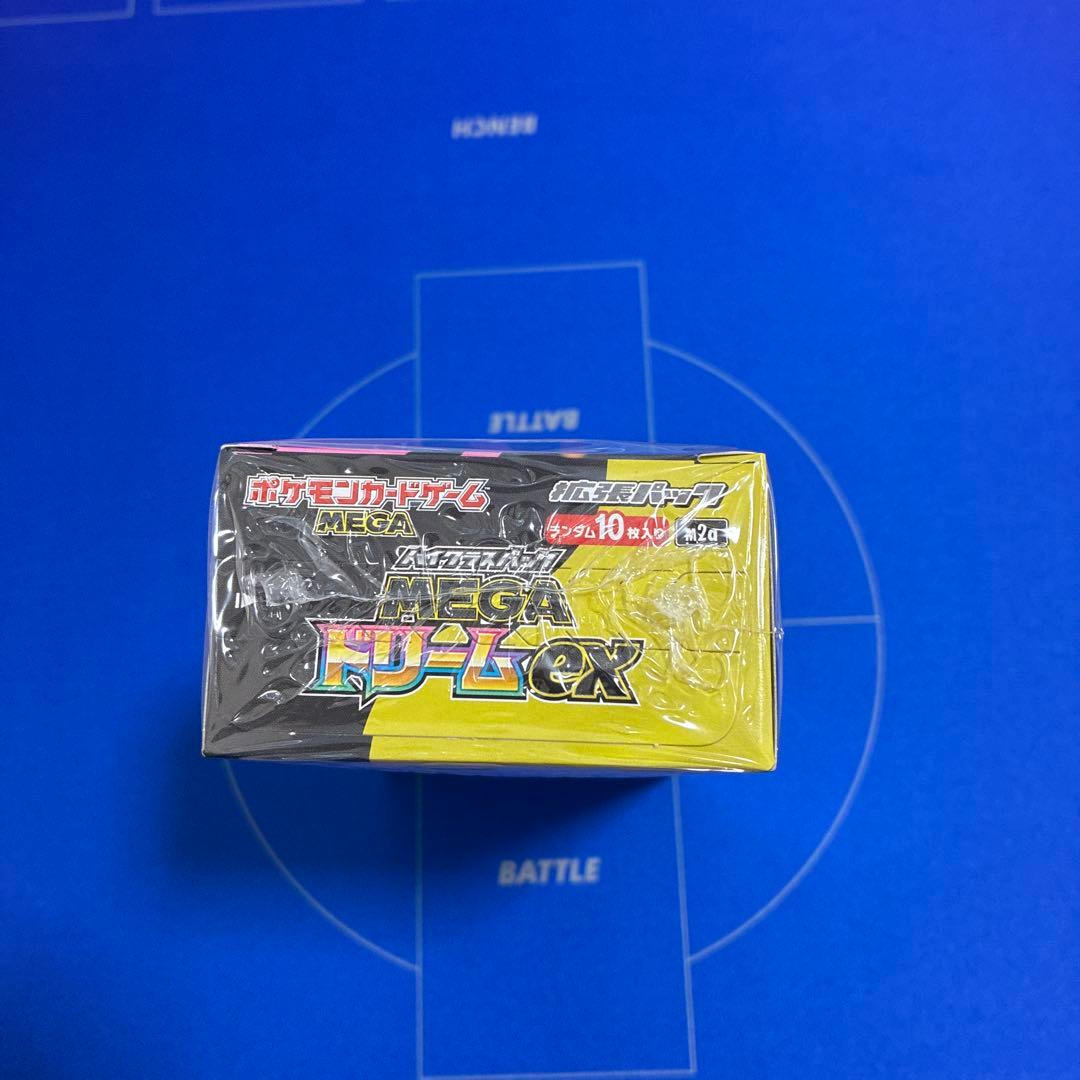 BENCH
BATTLE
ポケモンカードゲーム
MEGA
拡張パック
ランダム10枚入り
M2a
ハイクラスパック
MEGA
ドリームex
BATTLE